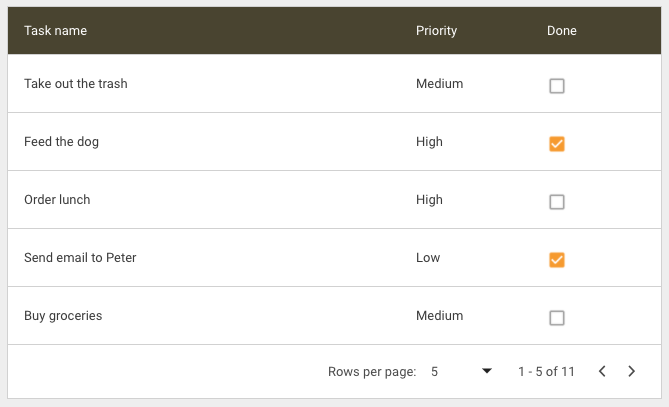 Task name Priority Done
Take out the trash Medium
Feed the dog High
Order lunch High
Send email to Peter Low
Buy groceries Medium
Rows per page: 5 1 - 5 of 11